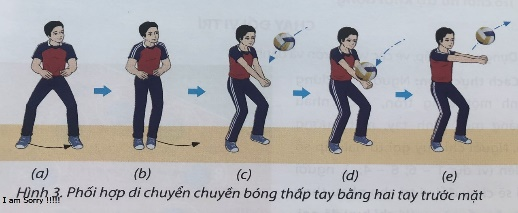 (a) (b) (c) (d) (e)
Hình 3. Phối hợp di chuyển chuyền bóng thấp tay bằng hai tay trước mặt
I am Sorry !!!!!